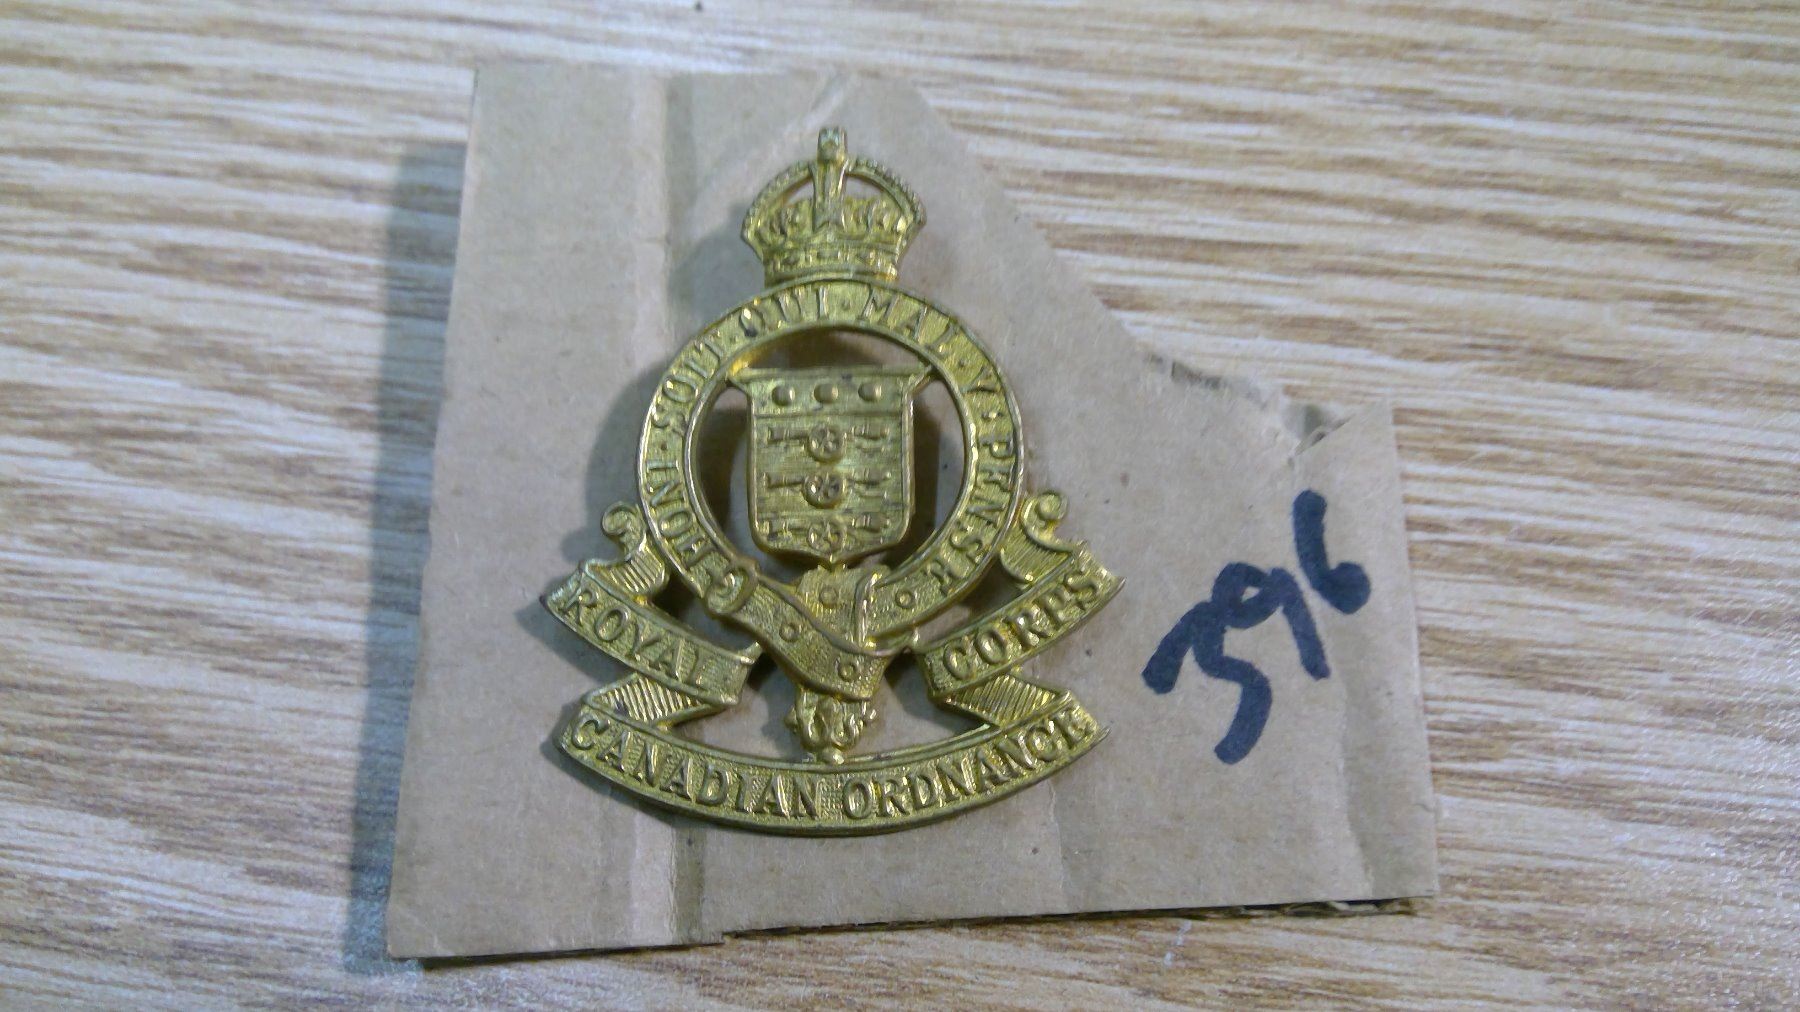 HONI · SOIT · QUI · MAL · Y · PENSE
ROYAL CORPS
CANADIAN ORDNANCE
396